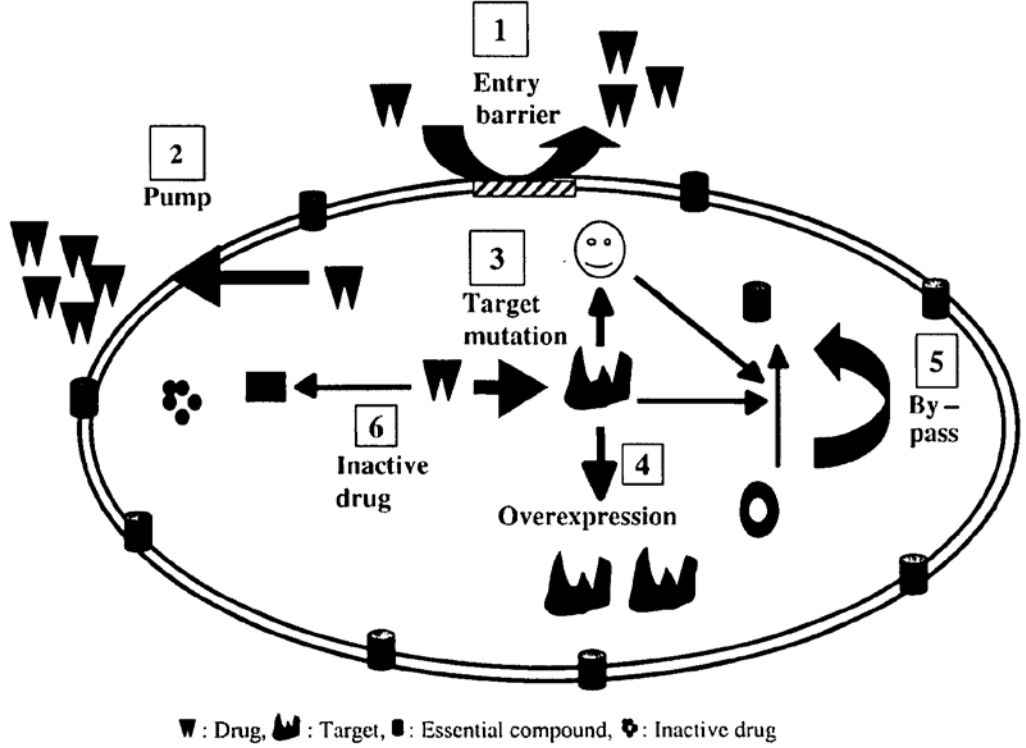 1
Entry
barrier
2
Pump
3
Target
mutation
4
Overexpression
5
By –
pass
6
Inactive
drug
: Drug, : Target, : Essential compound, : Inactive drug